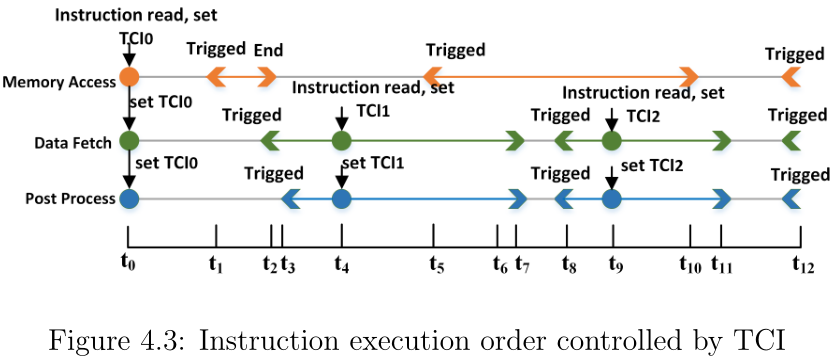 Instruction read, set
TCI0
Trigged End Trigged Trigged
Memory Access
Instruction read, set Instruction read, set
set TCI0
Trigged TCI1 Trigged TCI2 Trigged
Data Fetch
set TCI0 set TCI1 set TCI2
Trigged Trigged Trigged
Post Process
t0 t1 t2 t3 t4 t5 t6 t7 t8 t9 t10 t11 t12
Figure 4.3: Instruction execution order controlled by TCI